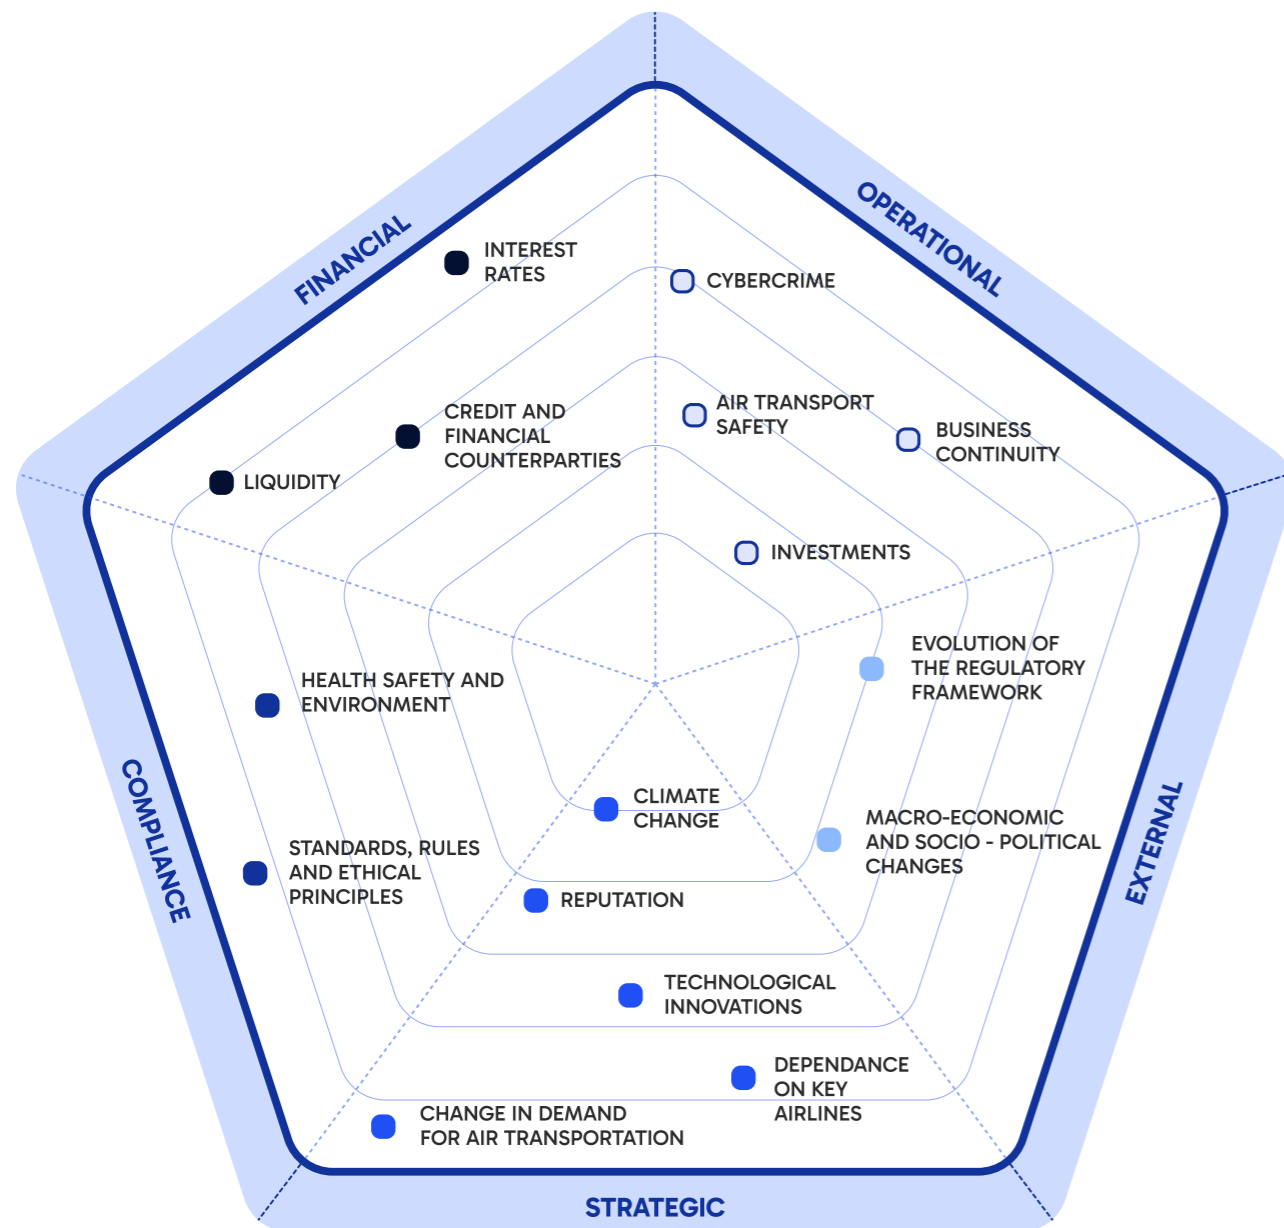 FINANCIAL
OPERATIONAL
INTEREST
RATES
CYBERCRIME
CREDIT AND
FINANCIAL
COUNTERPARTIES
AIR TRANSPORT
SAFETY
BUSINESS
CONTINUITY
LIQUIDITY
INVESTMENTS
EVOLUTION OF
THE REGULATORY
FRAMEWORK
HEALTH SAFETY AND
ENVIRONMENT
COMPLIANCE
CLIMATE
CHANGE
MACRO-ECONOMIC
AND SOCIO - POLITICAL
CHANGES
EXTERNAL
STANDARDS, RULES
AND ETHICAL
PRINCIPLES
REPUTATION
TECHNOLOGICAL
INNOVATIONS
DEPENDANCE
ON KEY
AIRLINES
CHANGE IN DEMAND
FOR AIR TRANSPORTATION
STRATEGIC